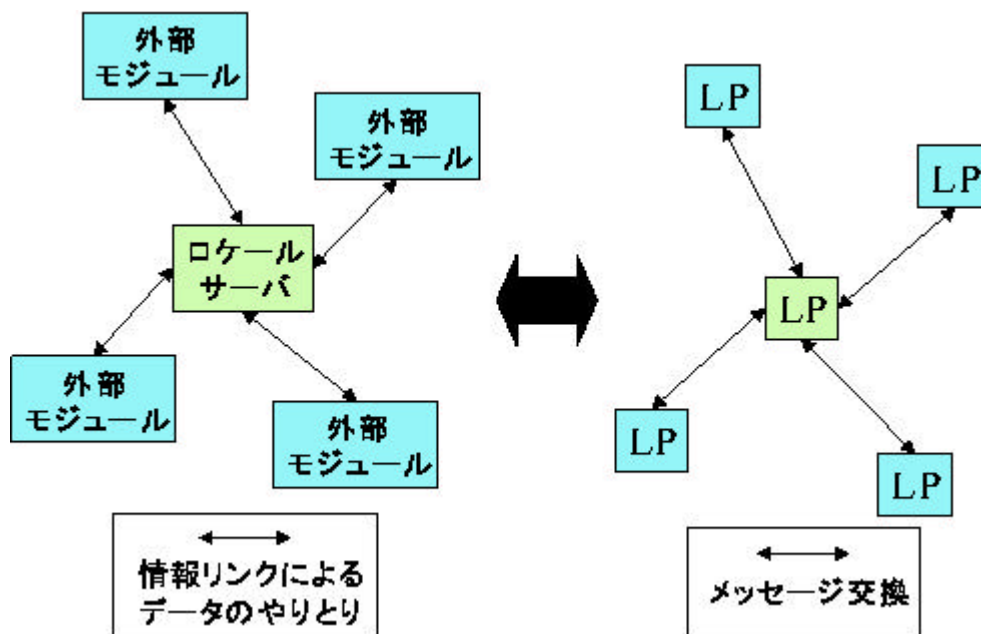 外部
モジュール
外部
モジュール
ロケール
サーバ
外部
モジュール
外部
モジュール
情報リンクによる
データのやりとり
LP
LP
LP
LP
LP
メッセージ交換